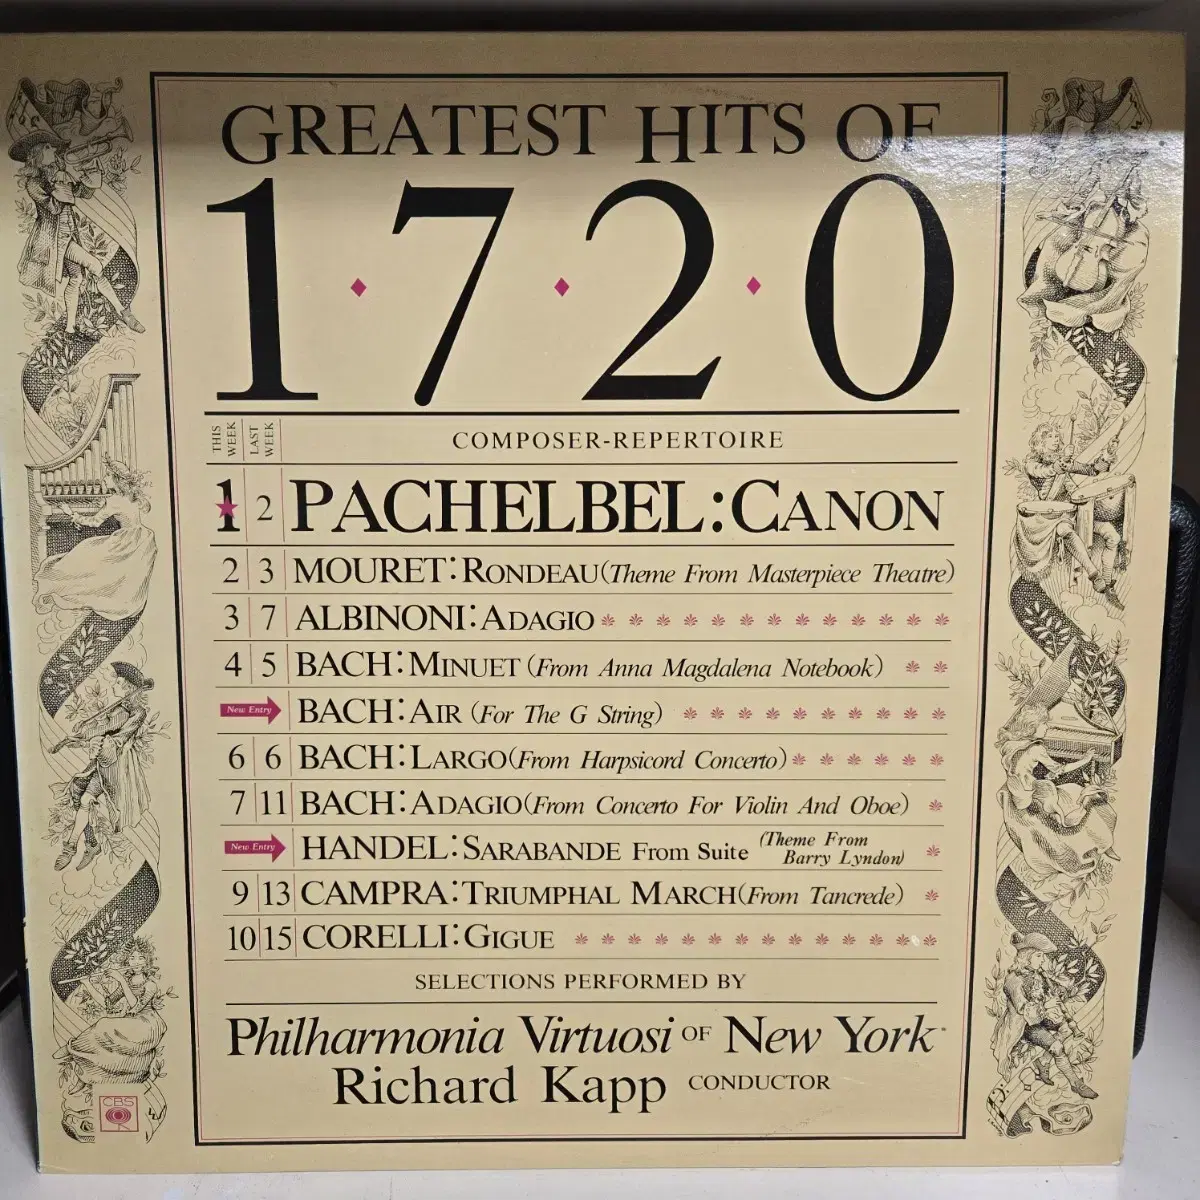 GREATEST HITS OF
1·7·2·0
THIS WEEK LAST WEEK COMPOSER-REPERTOIRE
1 2 PACHELBEL: CANON
2 3 MOURET: RONDEAU (Theme From Masterpiece Theatre)
3 7 ALBINONI: ADAGIO
4 5 BACH: MINUET (From Anna Magdalena Notebook)
New Entry BACH: AIR (For The G String)
6 6 BACH: LARGO (From Harpsicord Concerto)
7 11 BACH: ADAGIO (From Concerto For Violin And Oboe)
New Entry HANDEL: SARABANDE From Suite (Theme From Barry Lyndon)
9 13 CAMPRA: TRIUMPHAL MARCH (From Tancrede)
10 15 CORELLI: GIGUE
SELECTIONS PERFORMED BY
Philharmonia Virtuosi OF New York
Richard Kapp CONDUCTOR
CBS